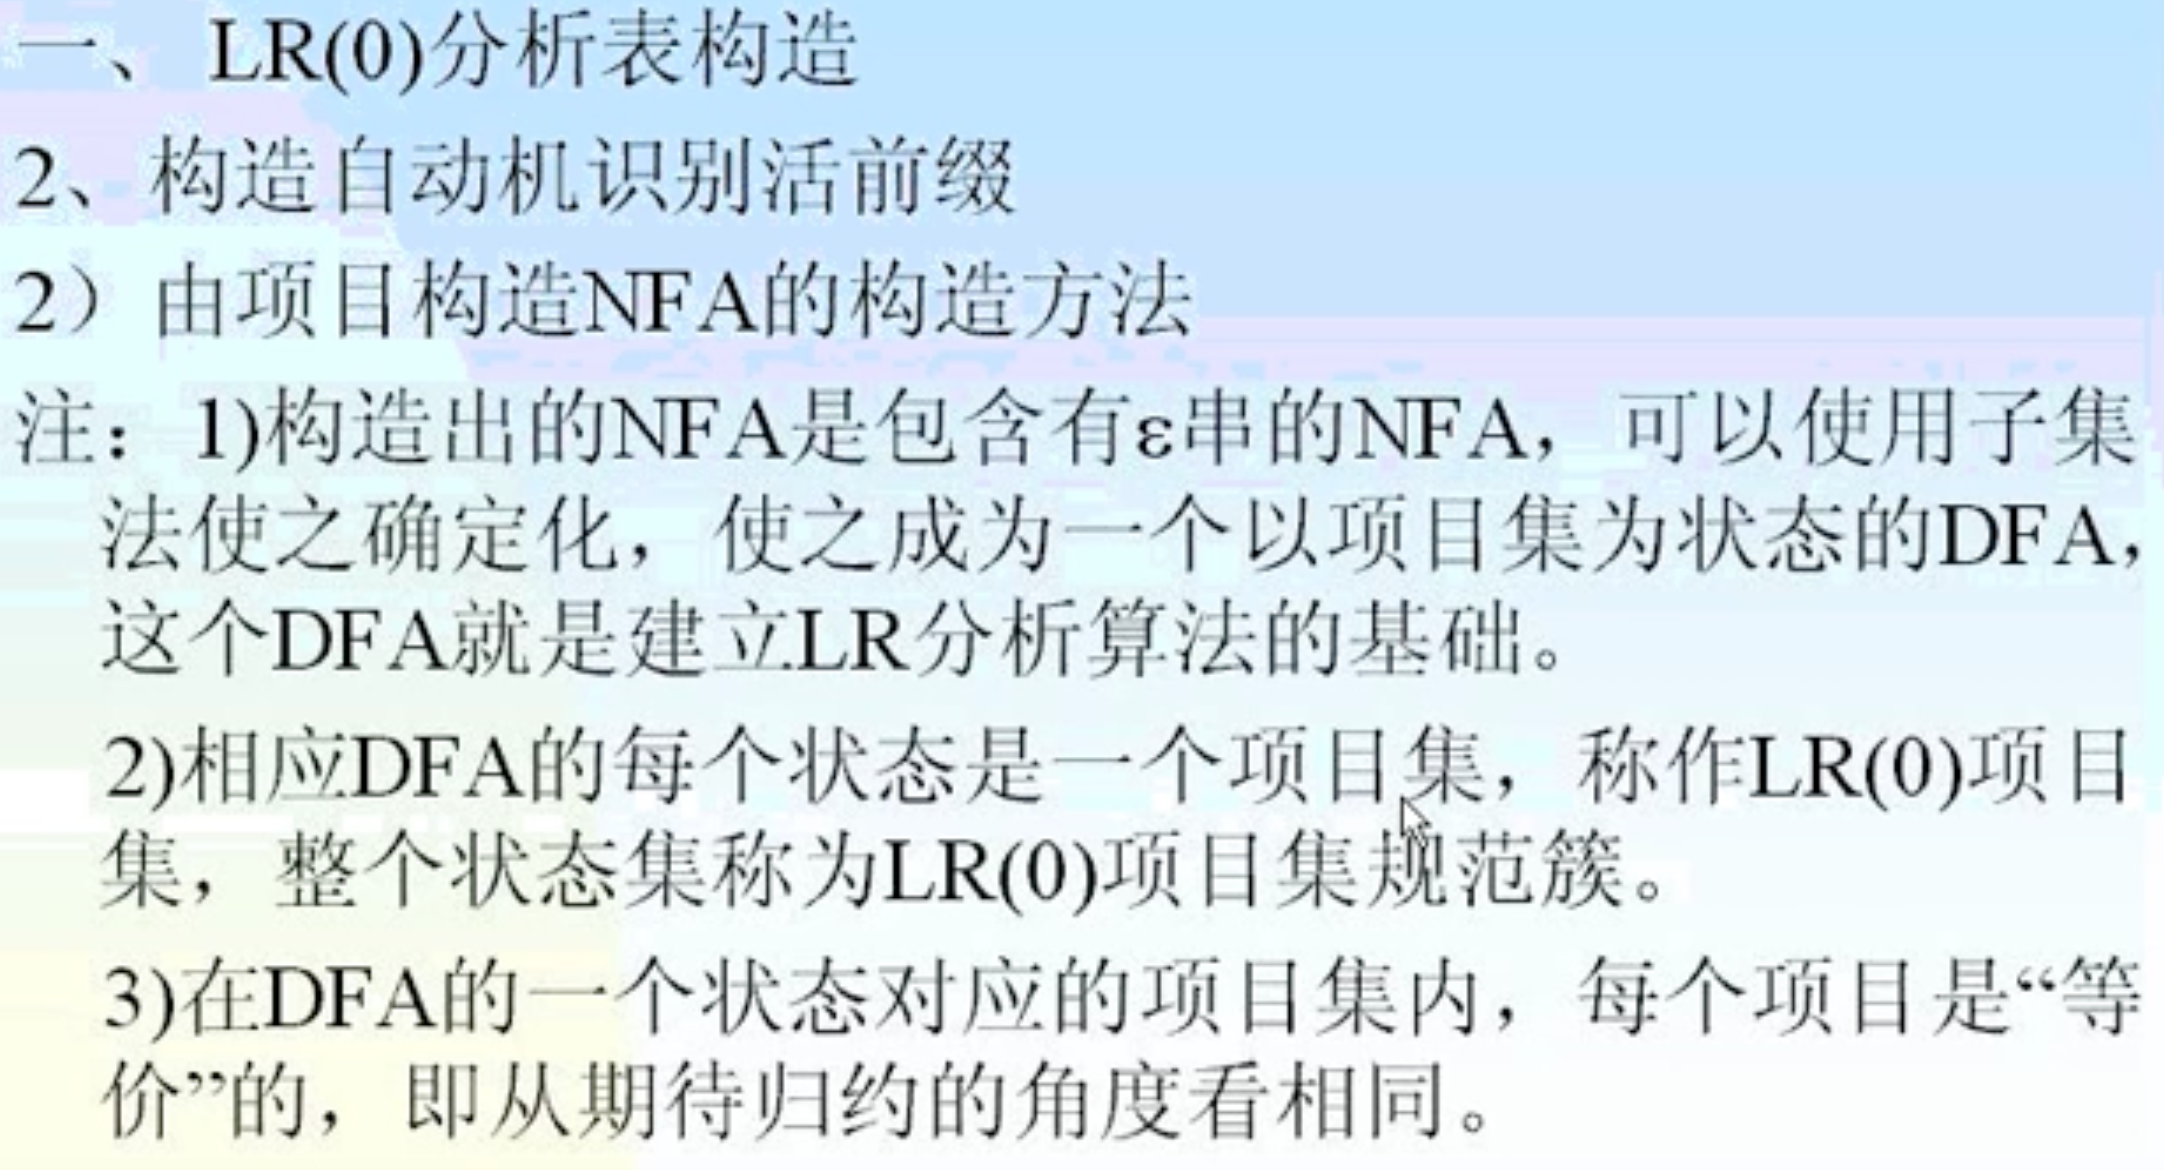 一、 LR(0)分析表构造
2、构造自动机识别活前缀
2）由项目构造NFA的构造方法
注：1)构造出的NFA是包含有ε串的NFA，可以使用子集
法使之确定化，使之成为一个以项目集为状态的DFA，
这个DFA就是建立LR分析算法的基础。
2)相应DFA的每个状态是一个项目集，称作LR(0)项目
集，整个状态集称为LR(0)项目集规范簇。
3)在DFA的一个状态对应的项目集内，每个项目是“等
价”的，即从期待归约的角度看相同。